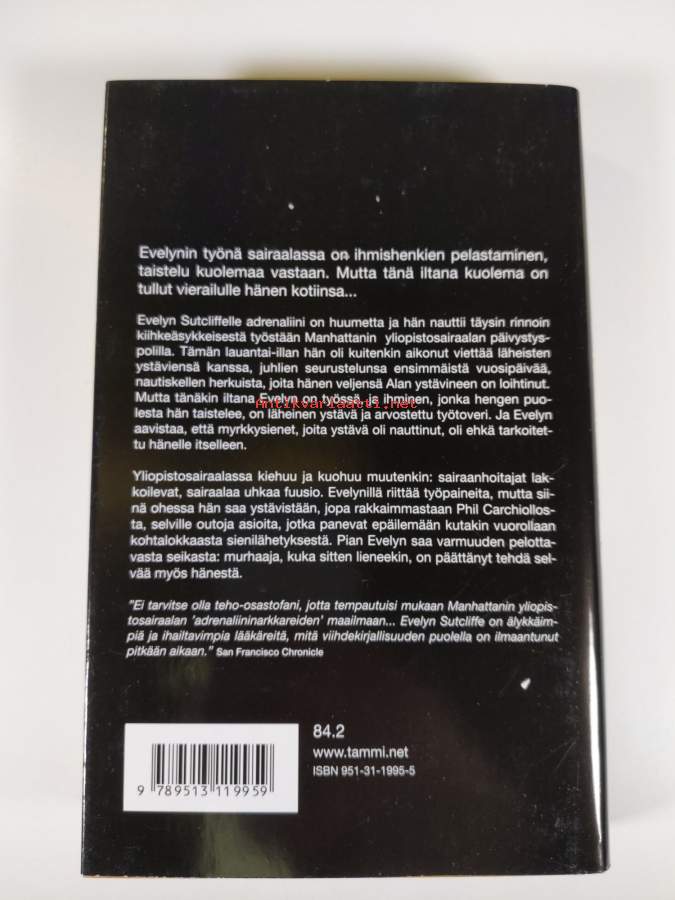 Evelynin työnä sairaalassa on ihmishenkien pelastaminen,
taistelu kuolemaa vastaan. Mutta tänä iltana kuolema on
tullut vierailulle hänen kotiinsa...
Evelyn Sutcliffelle adrenaliini on huumetta ja hän nauttii täysin rinnoin
kiihkeäsykkeisestä työstään Manhattanin yliopistosairaalan päivystys-
polilla. Tämän lauantai-illan hän oli kuitenkin aikonut viettää läheisten
ystäviensä kanssa, juhlien seurustelunsa ensimmäistä vuosipäivää,
nautiskellen herkuista, joita hänen veljensä Alan ystävineen on loihtinut.
Mutta tänäkin iltana Evelyn on työssä, ja ihminen, jonka hengen puo-
Antikvariaatti.net
lesta hän taistelee, on läheinen ystävä ja arvostettu työtoveri. Ja Evelyn
aavistaa, että myrkkysienet, joita ystävä oli nauttinut, oli ehkä tarkoitet-
tu hänelle itselleen.
Yliopistosairaalassa kiehuu ja kuohuu muutenkin: sairaanhoitajat lak-
koilevat, sairaalaa uhkaa fuusio. Evelynillä riittää työpaineita, mutta sii-
nä ohessa hän saa ystävistään, jopa rakkaimmastaan Phil Carchiollos-
ta, selville outoja asioita, jotka panevat epäilemään kutakin vuorollaan
kohtalokkaasta sienilähetyksestä. Pian Evelyn saa varmuuden pelotta-
vasta seikasta: murhaaja, kuka sitten lieneekin, on päättänyt tehdä sel-
vää myös hänestä.
"Ei tarvitse olla teho-osastofani, jotta tempautuisi mukaan Manhattanin yliopis-
tosairaalan 'adrenaliininarkkareiden' maailmaan... Evelyn Sutcliffe on älykkäim-
piä ja ihailtavimpia lääkäreitä, mitä viihdekirjallisuuden puolella on ilmaantunut
pitkään aikaan." San Francisco Chronicle
84.2
www.tammi.net
ISBN 951-31-1995-5
9 789513 119959